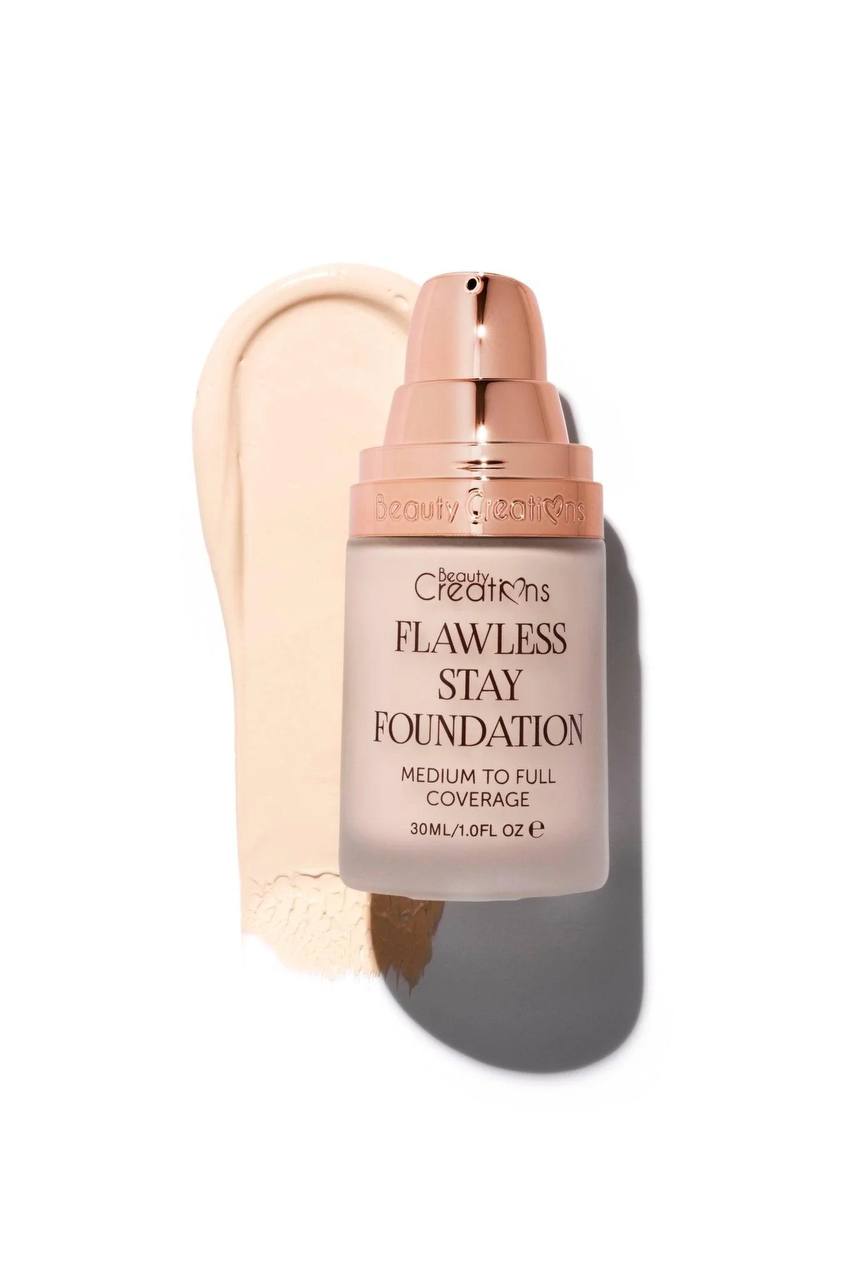 Beauty Creations
Beauty
Creations
FLAWLESS
STAY
FOUNDATION
MEDIUM TO FULL
COVERAGE
30ML/1.0FL OZ ℮